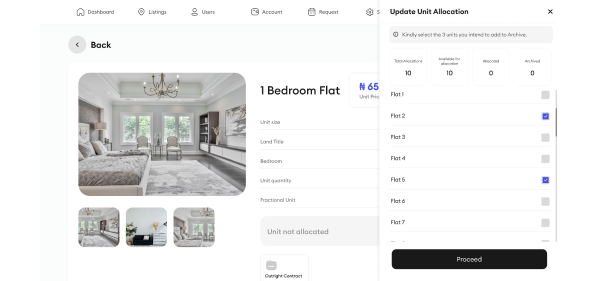 Dashboard
Listings
Users
Account
Request
S
Update Unit Allocation
Back
Kindly select the 3 units you intend to add to Archive.
Total Allocations
10
Available for allocation
10
Allocated
0
Archived
0
1 Bedroom Flat
₦ 65
Unit Pric
Unit size
Land Title
Bedroom
Unit quantity
Fractional Unit
Unit not allocated
Outright Contract
Flat 1
Flat 2
Flat 3
Flat 4
Flat 5
Flat 6
Flat 7
Proceed